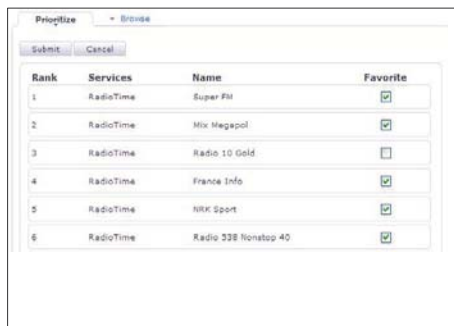 Prioritize Browse
Submit Cancel
Rank Services Name Favorite
1 RadioTime Super FM
2 RadioTime Mix Megapol
3 RadioTime Radio 10 Gold
4 RadioTime France Info
5 RadioTime NRK Sport
6 RadioTime Radio 538 Nonstop 40